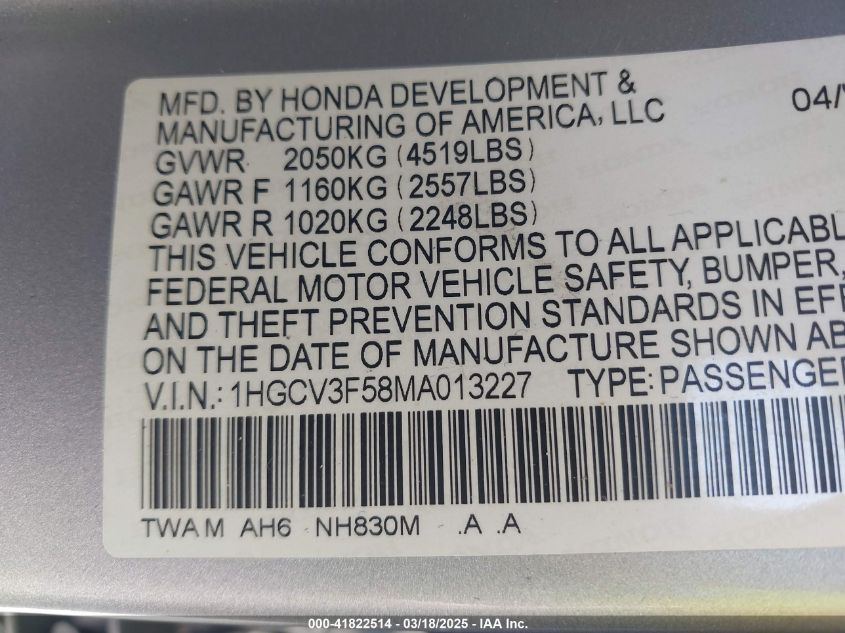 MFD. BY HONDA DEVELOPMENT &
MANUFACTURING OF AMERICA, LLC 04/
GVWR 2050KG (4519LBS)
GAWR F 1160KG (2557LBS)
GAWR R 1020KG (2248LBS)
THIS VEHICLE CONFORMS TO ALL APPLICABL
FEDERAL MOTOR VEHICLE SAFETY, BUMPER,
AND THEFT PREVENTION STANDARDS IN EFF
ON THE DATE OF MANUFACTURE SHOWN AB
V.I.N.: 1HGCV3F58MA013227 TYPE: PASSENGER
TWA M AH6 NH830M .A .A
000-41822514 - 03/18/2025 - IAA Inc.